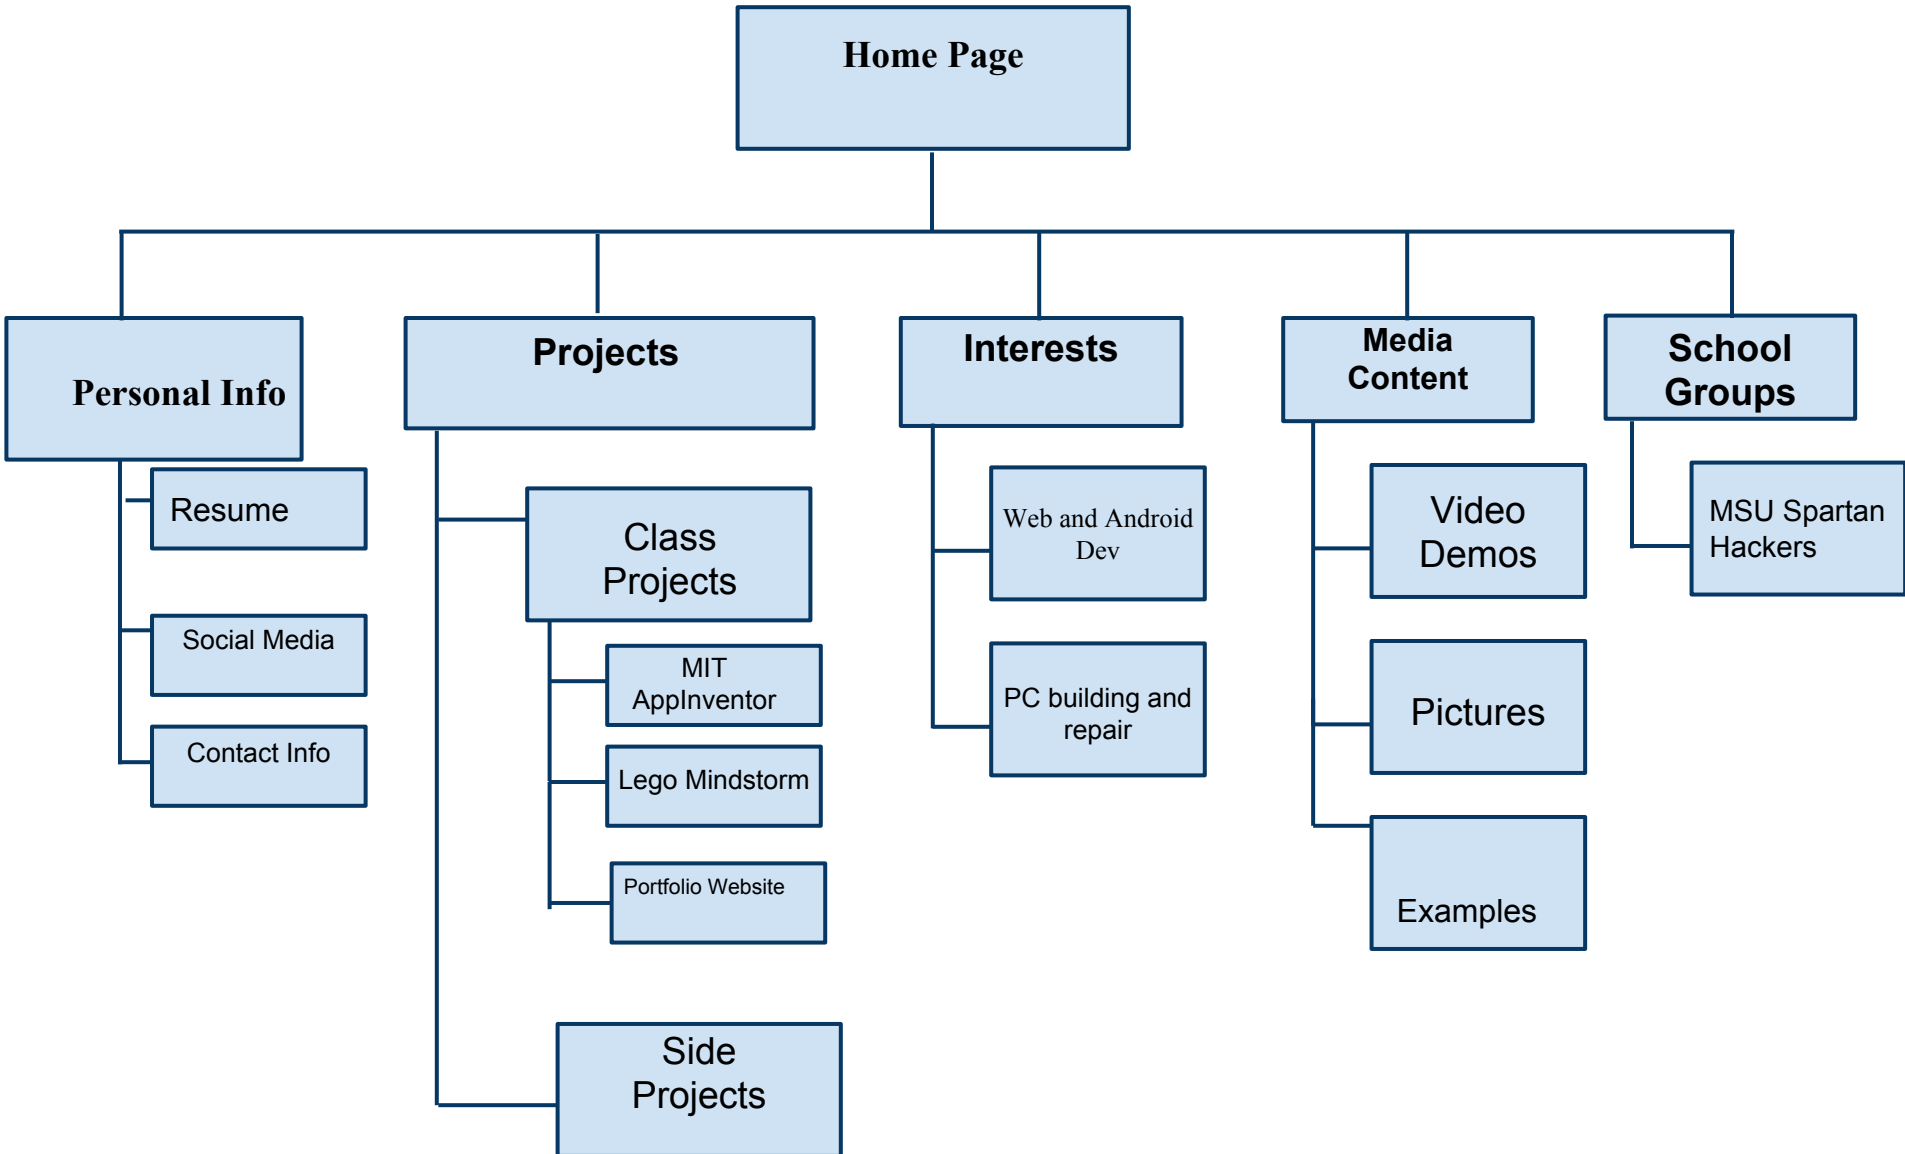 Home Page
Personal Info
Resume
Social Media
Contact Info
Projects
Class
Projects
MIT
AppInventor
Lego Mindstorm
Portfolio Website
Side
Projects
Interests
Web and Android
Dev
PC building and
repair
Media
Content
Video
Demos
Pictures
Examples
School
Groups
MSU Spartan
Hackers